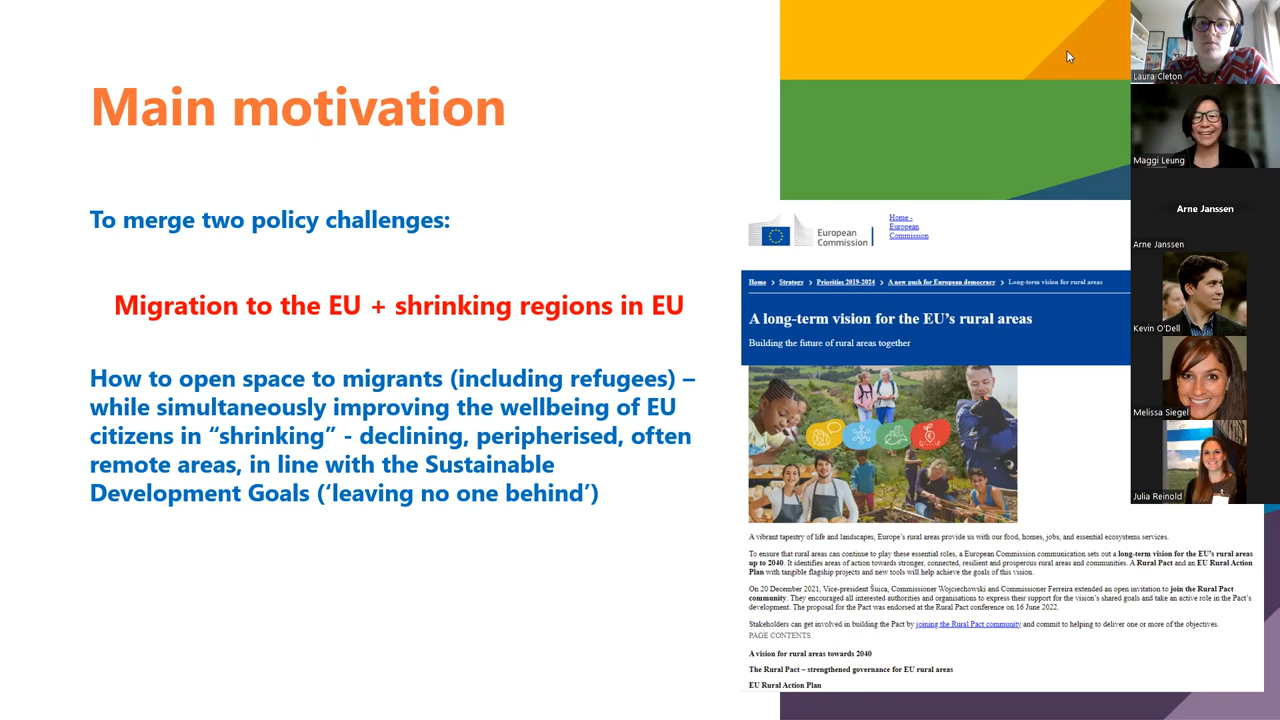 Main motivation
To merge two policy challenges:
Migration to the EU + shrinking regions in EU
How to open space to migrants (including refugees) –
while simultaneously improving the wellbeing of EU
citizens in “shrinking” - declining, peripherised, often
remote areas, in line with the Sustainable
Development Goals (‘leaving no one behind’)
European
Commission
Home -
European
Commission
Home > Strategy > Priorities 2019-2024 > A new push for European democracy > Long-term vision for rural areas
A long-term vision for the EU’s rural areas
Building the future of rural areas together
A vibrant tapestry of life and landscapes, Europe’s rural areas provide us with our food, homes, jobs, and essential ecosystems services.
To ensure that rural areas can continue to play these essential roles, a European Commission communication sets out a long-term vision for the EU’s rural areas
up to 2040. It identifies areas of action towards stronger, connected, resilient and prosperous rural areas and communities. A Rural Pact and an EU Rural Action
Plan with tangible flagship projects and new tools will help achieve the goals of this vision.
On 20 December 2021, Vice-president Šuica, Commissioner Wojciechowski and Commissioner Ferreira extended an open invitation to join the Rural Pact
community. They encouraged all interested authorities and organisations to express their support for the vision’s shared goals and take an active role in the Pact’s
development. The proposal for the Pact was endorsed at the Rural Pact conference on 16 June 2022.
Stakeholders can get involved in building the Pact by joining the Rural Pact community and commit to helping to deliver one or more of the objectives.
PAGE CONTENTS
A vision for rural areas towards 2040
The Rural Pact – strengthened governance for EU rural areas
EU Rural Action Plan
Laura Cleton
Maggi Leung
Arne Janssen
Arne Janssen
Kevin O'Dell
Melissa Siegel
Julia Reinold